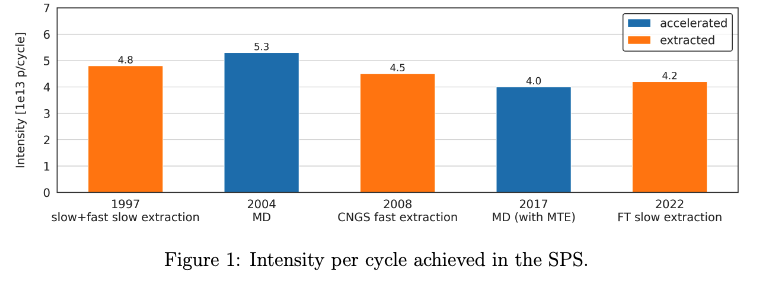 7
accelerated
extracted
6
5
4
3
2
1
0
Intensity [1e13 p/cycle]
4.8
5.3
4.5
4.0
4.2
1997 2004 2008 2017 2022
slow+fast slow extraction MD CNGS fast extraction MD (with MTE) FT slow extraction
Figure 1: Intensity per cycle achieved in the SPS.